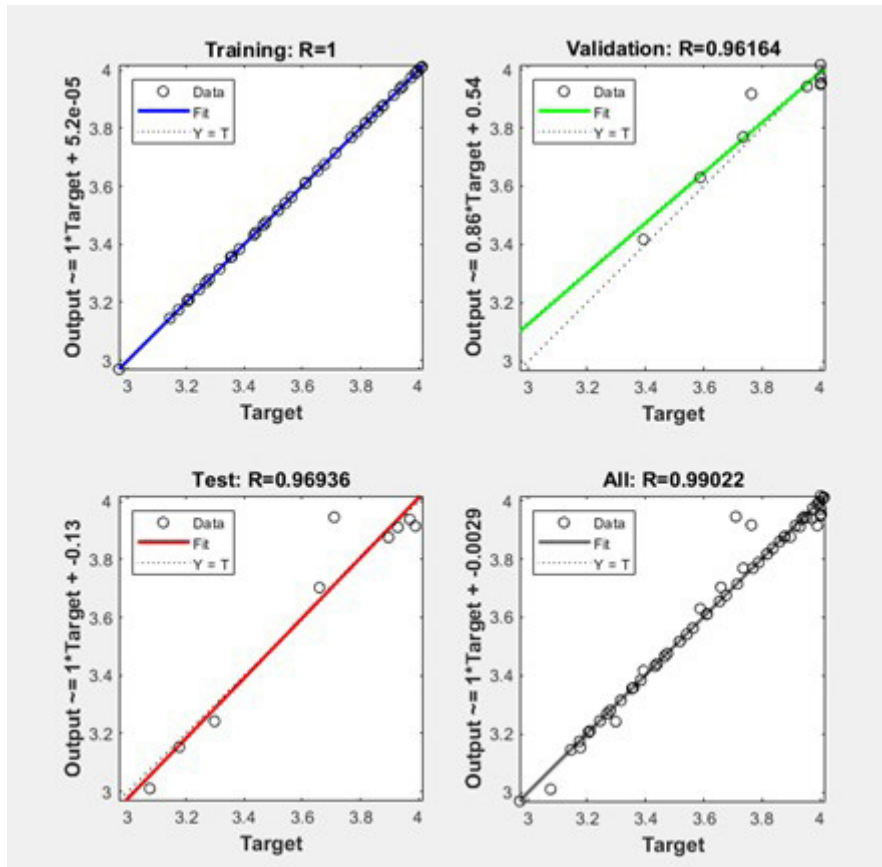 Training: R=1
Output ~= 1*Target + 5.2e-05
4
3.8
3.6
3.4
3.2
3
Data
Fit
Y = T
3 3.2 3.4 3.6 3.8 4
Target
Validation: R=0.96164
Output ~= 0.86*Target + 0.54
4
3.8
3.6
3.4
3.2
3
Data
Fit
Y = T
3 3.2 3.4 3.6 3.8 4
Target
Test: R=0.96936
Output ~= 1*Target + -0.13
4
3.8
3.6
3.4
3.2
3
Data
Fit
Y = T
3 3.2 3.4 3.6 3.8 4
Target
All: R=0.99022
Output ~= 1*Target + -0.0029
4
3.8
3.6
3.4
3.2
3
Data
Fit
Y = T
3 3.2 3.4 3.6 3.8 4
Target